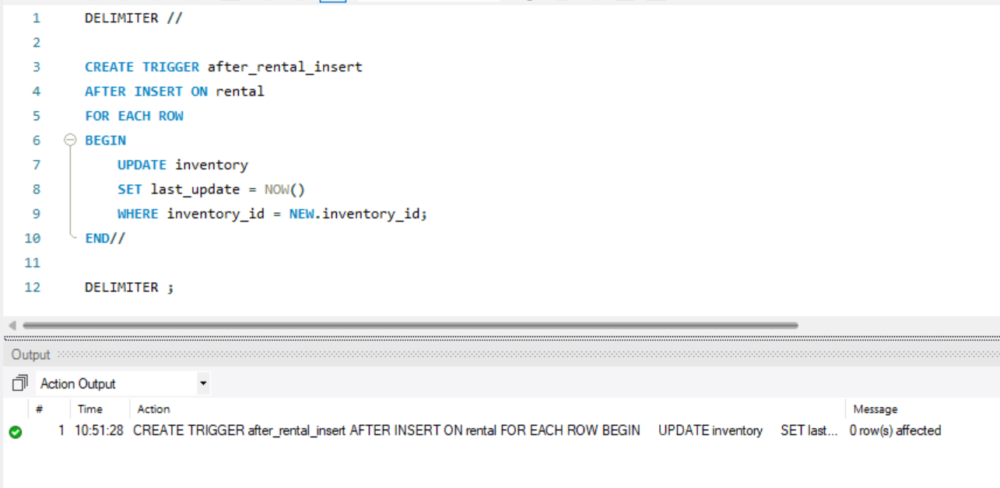 1 DELIMITER //
2
3 CREATE TRIGGER after_rental_insert
4 AFTER INSERT ON rental
5 FOR EACH ROW
6 BEGIN
7 UPDATE inventory
8 SET last_update = NOW()
9 WHERE inventory_id = NEW.inventory_id;
10 END//
11
12 DELIMITER ;
Output
Action Output
# Time Action Message
1 10:51:28 CREATE TRIGGER after_rental_insert AFTER INSERT ON rental FOR EACH ROW BEGIN UPDATE inventory SET last... 0 row(s) affected